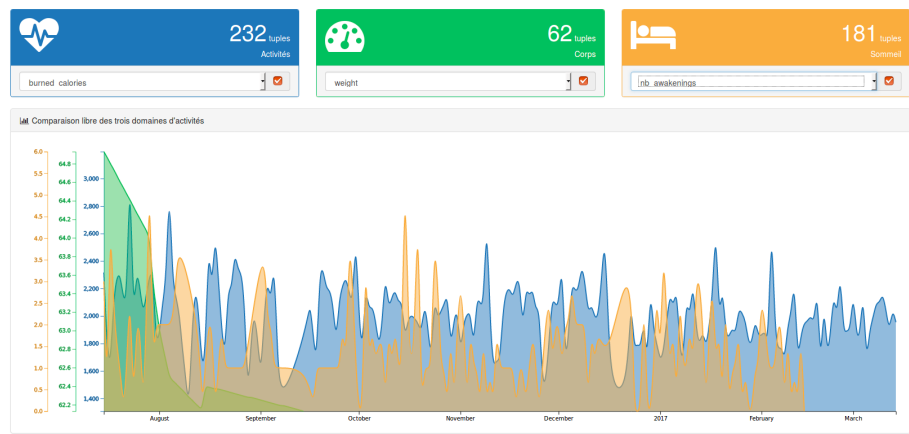 232 tuples
Activités
62 tuples
Corps
181 tuples
Sommeil
burned calories
weight
nb awakenings
Comparaison libre des trois domaines d'activités
6.0
5.5
5.0
4.5
4.0
3.5
3.0
2.5
2.0
1.5
1.0
0.5
0.0
64.8
64.6
64.4
64.2
64.0
63.8
63.6
63.4
63.2
63.0
62.8
62.6
62.4
62.2
3,000
2,800
2,600
2,400
2,200
2,000
1,800
1,600
1,400
August
September
October
November
December
2017
February
March